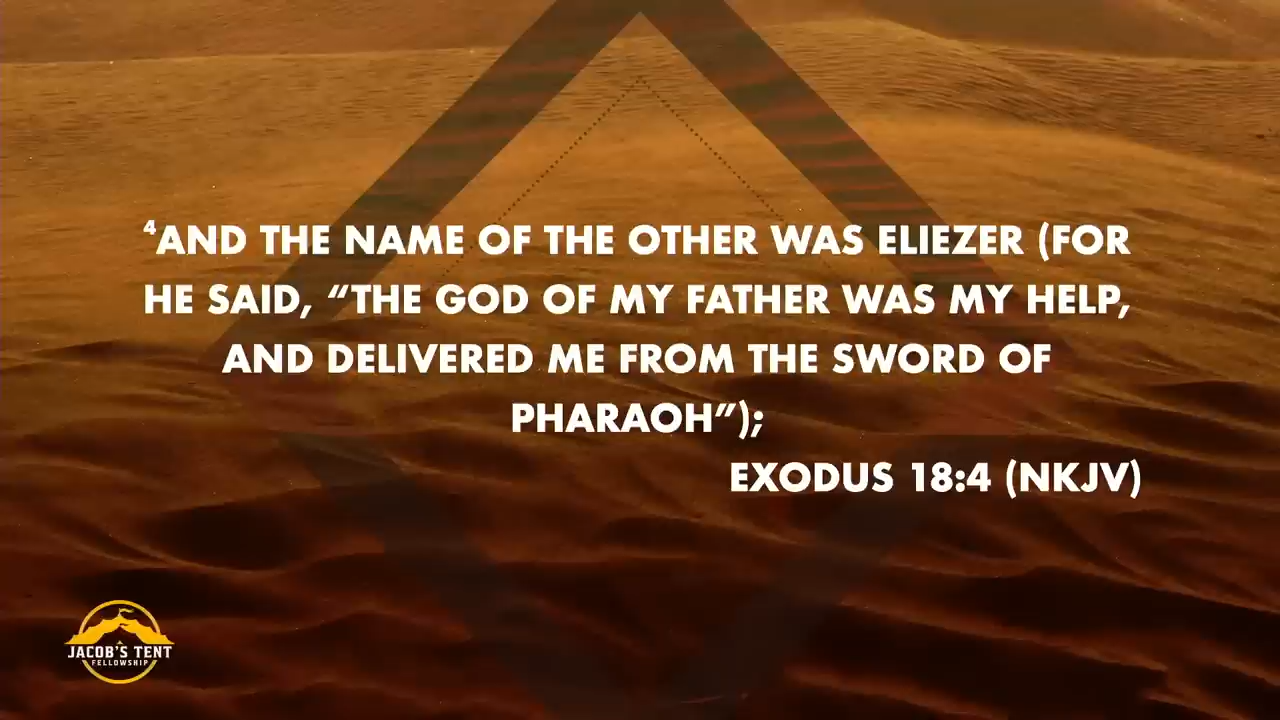 ⁴AND THE NAME OF THE OTHER WAS ELIEZER (FOR
HE SAID, “THE GOD OF MY FATHER WAS MY HELP,
AND DELIVERED ME FROM THE SWORD OF
PHARAOH”);
EXODUS 18:4 (NKJV)
JACOB'S TENT
FELLOWSHIP